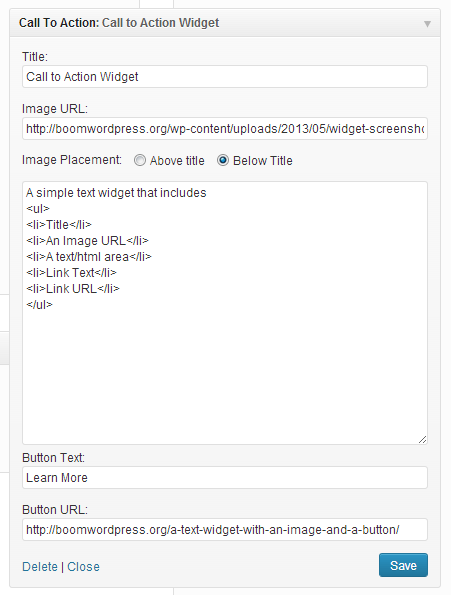 Call To Action: Call to Action Widget
Title:
Call to Action Widget
Image URL:
http://boomwordpress.org/wp-content/uploads/2013/05/widget-screensho
Image Placement: Above title Below Title
A simple text widget that includes
<ul>
<li>Title</li>
<li>An Image URL</li>
<li>A text/html area</li>
<li>Link Text</li>
<li>Link URL</li>
</ul>
Button Text:
Learn More
Button URL:
http://boomwordpress.org/a-text-widget-with-an-image-and-a-button/
Delete | Close Save